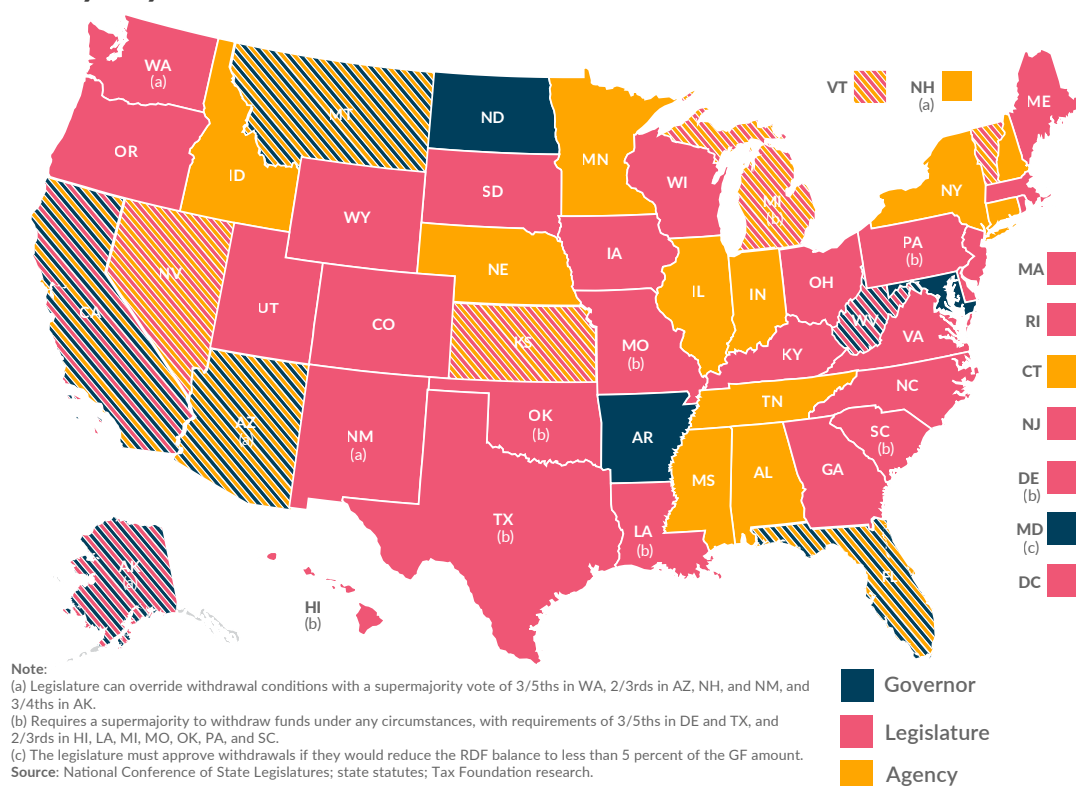 WA
(a)
MT
ND
MN
VT
NH
(a)
ME
OR
ID
SD
WI
MI
(b)
NY
WY
IA
PA
(b)
NV
NE
IL
IN
OH
MA
CA
UT
CO
KS
MO
(b)
KY
WV
VA
RI
CT
AZ
(a)
NM
(a)
OK
(b)
AR
TN
NC
SC
(b)
NJ
MS
AL
GA
DE
(b)
TX
(b)
LA
(b)
MD
(c)
AK
(a)
HI
(b)
FL
DC
Note:
(a) Legislature can override withdrawal conditions with a supermajority vote of 3/5ths in WA, 2/3rds in AZ, NH, and NM, and
3/4ths in AK.
(b) Requires a supermajority to withdraw funds under any circumstances, with requirements of 3/5ths in DE and TX, and
2/3rds in HI, LA, MI, MO, OK, PA, and SC.
(c) The legislature must approve withdrawals if they would reduce the RDF balance to less than 5 percent of the GF amount.
Source: National Conference of State Legislatures; state statutes; Tax Foundation research.
Governor
Legislature
Agency